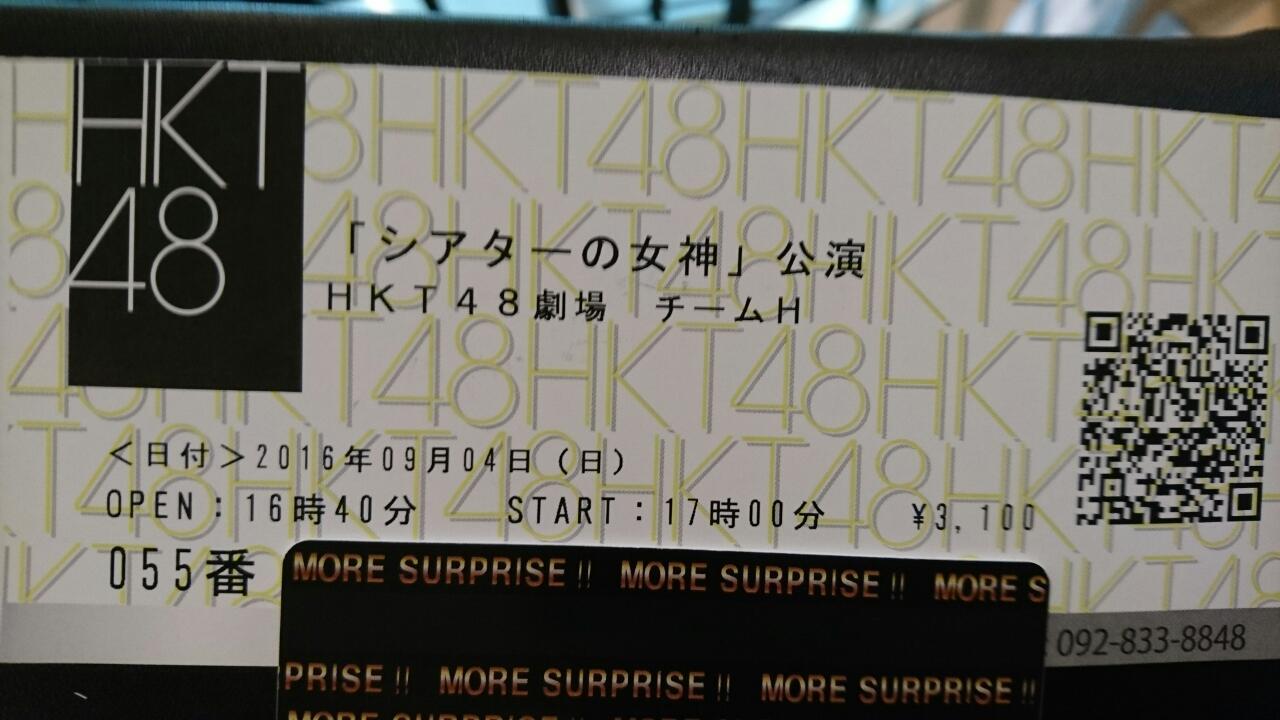 HKT
48
「シアターの女神」公演
HKT48劇場　チームH
＜日付＞2016年09月04日（日）
OPEN：16時40分　START：17時00分　¥3,100
055番
MORE SURPRISE!! MORE SURPRISE!! MORE S
092-833-8848
PRISE!! MORE SURPRISE!! MORE SURPRISE!!